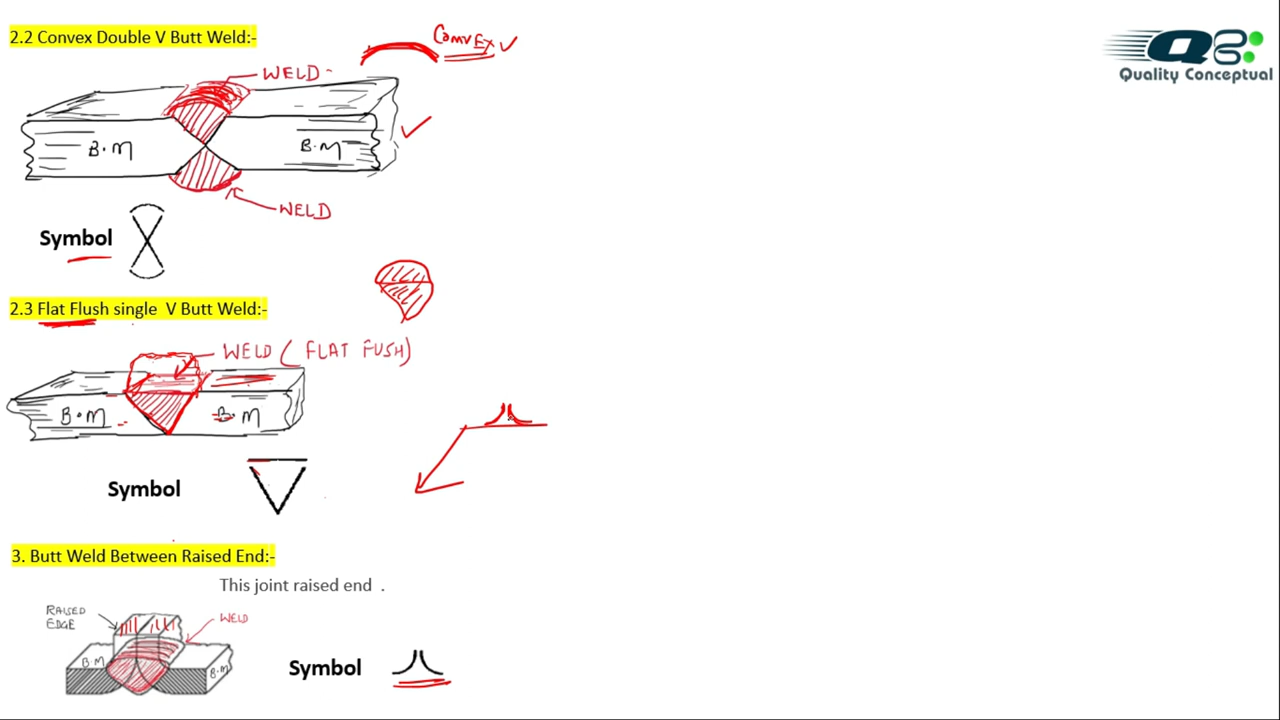 2.2 Convex Double V Butt Weld:-
ConvEx ✓
Quality Conceptual
WELD -
B.M
B.M
WELD
Symbol
2.3 Flat Flush single V Butt Weld:-
WELD ( FLAT FUSH)
B.M
B.M
Symbol
3. Butt Weld Between Raised End:-
This joint raised end .
RAISED
EDGE
WELD
B M
B.M
Symbol